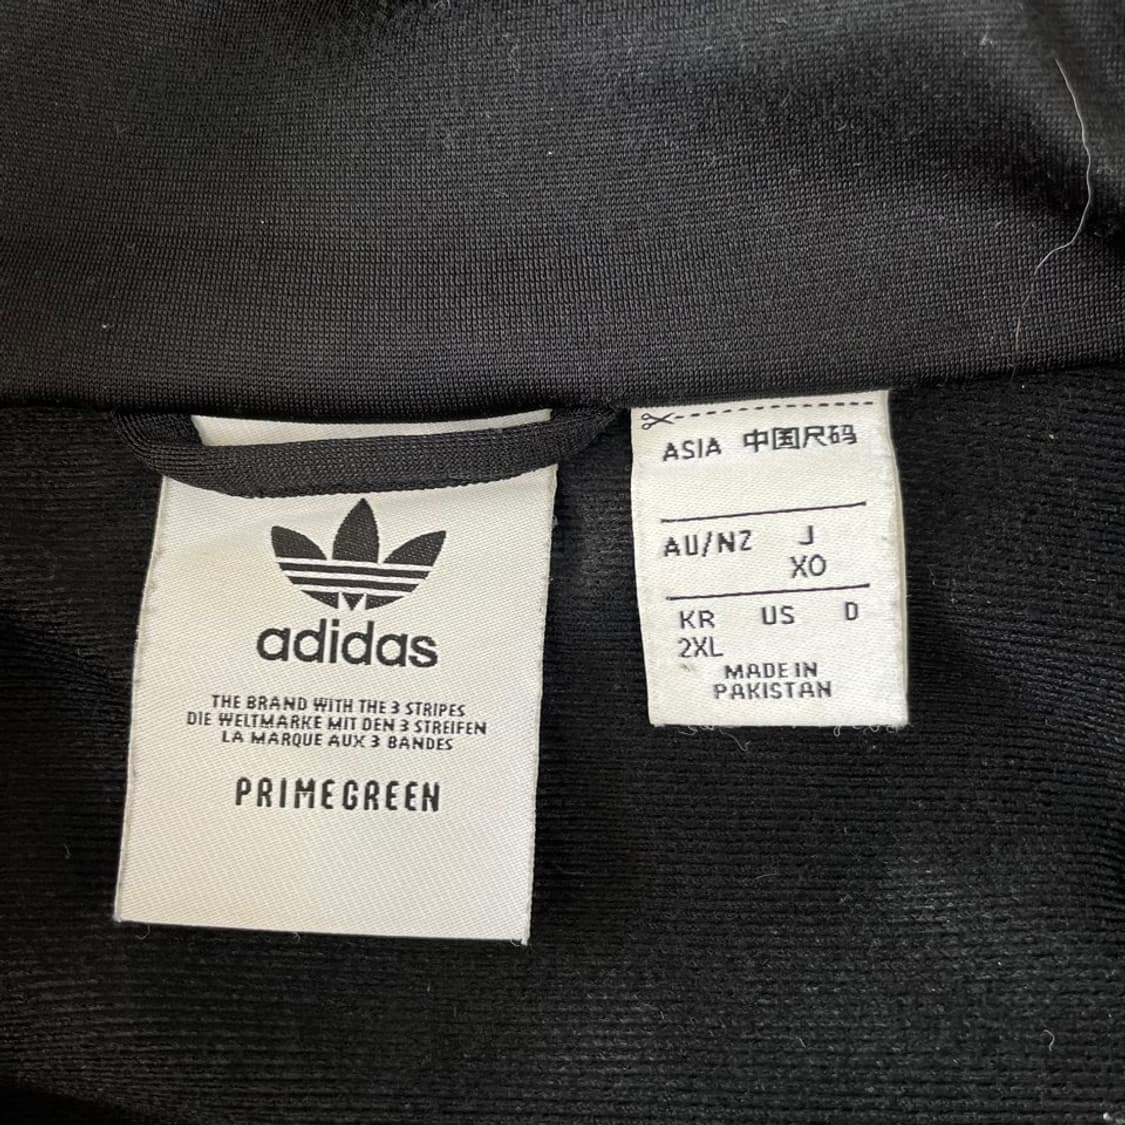 adidas
THE BRAND WITH THE 3 STRIPES
DIE WELTMARKE MIT DEN 3 STREIFEN
LA MARQUE AUX 3 BANDES
PRIMEGREEN
ASIA 中国尺码
AU/NZ J
XO
KR US D
2XL
MADE IN
PAKISTAN